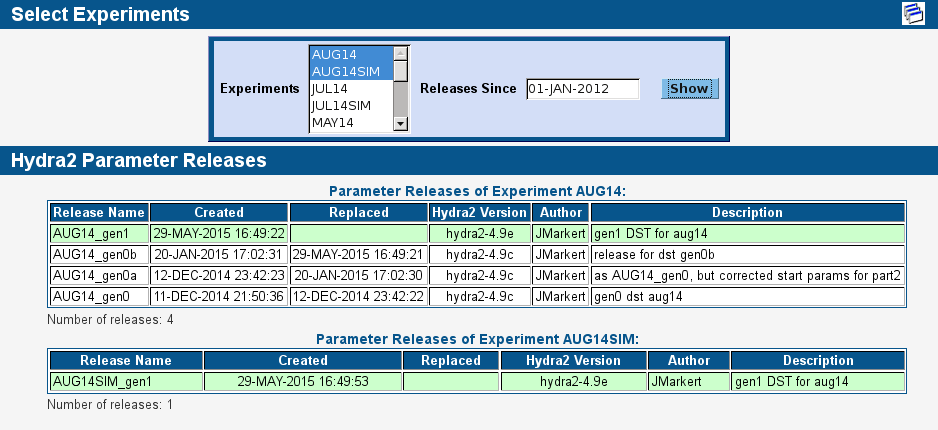 Select Experiments
Experiments
AUG14
AUG14SIM
JUL14
JUL14SIM
MAY14
Releases Since 01-JAN-2012 Show
Hydra2 Parameter Releases
Parameter Releases of Experiment AUG14:
Release Name Created Replaced Hydra2 Version Author Description
AUG14_gen1 29-MAY-2015 16:49:22 hydra2-4.9e JMarkert gen1 DST for aug14
AUG14_gen0b 20-JAN-2015 17:02:31 29-MAY-2015 16:49:21 hydra2-4.9c JMarkert release for dst gen0b
AUG14_gen0a 12-DEC-2014 23:42:23 20-JAN-2015 17:02:30 hydra2-4.9c JMarkert as AUG14_gen0, but corrected start params for part2
AUG14_gen0 11-DEC-2014 21:50:36 12-DEC-2014 23:42:22 hydra2-4.9c JMarkert gen0 dst aug14
Number of releases: 4
Parameter Releases of Experiment AUG14SIM:
Release Name Created Replaced Hydra2 Version Author Description
AUG14SIM_gen1 29-MAY-2015 16:49:53 hydra2-4.9e JMarkert gen1 DST for aug14
Number of releases: 1